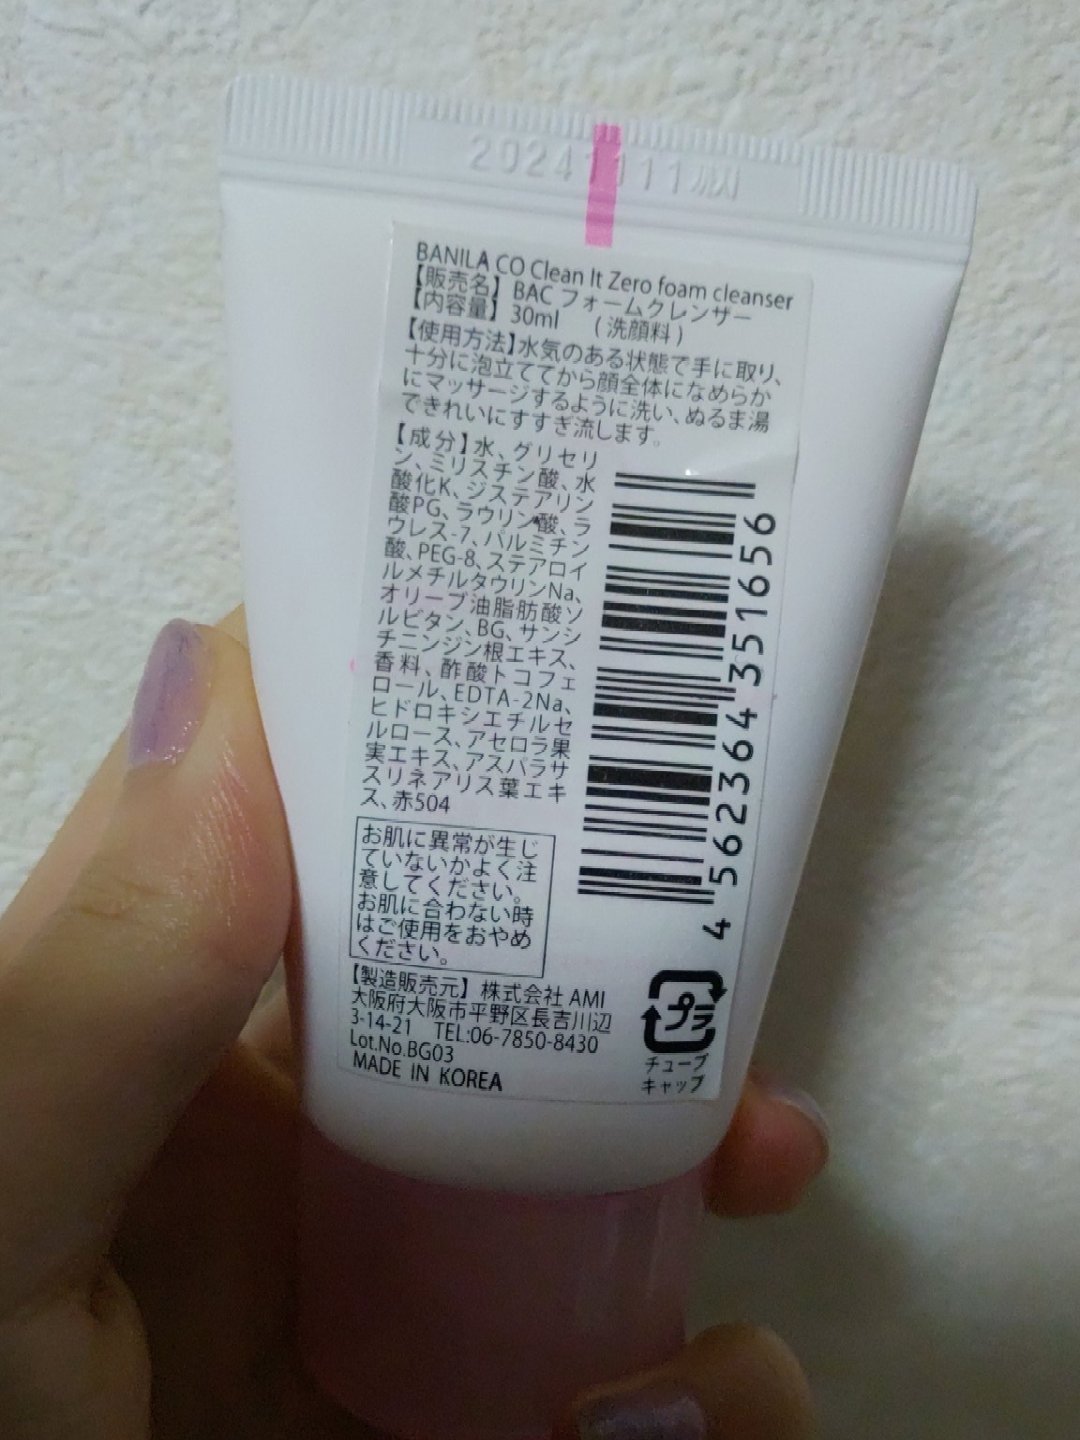 20241111까지
BANILA CO Clean It Zero foam cleanser
【販売名】 BAC フォームクレンザー
【内容量】 30ml (洗顔料)
【使用方法】水気のある状態で手に取り、
十分に泡立ててから顔全体になめらか
にマッサージするように洗い、ぬるま湯
できれいにすすぎ流します。
【成分】水、グリセリ
ン、ミリスチン酸、水
酸化K、ジステアリン
酸PG、ラウリン酸、ラ
ウレス-7、パルミチン
酸、PEG-8、ステアロイ
ルメチルタウリンNa、
オリーブ油脂肪酸ソ
ルビタン、BG、サンシ
チニンジン根エキス、
香料、酢酸トコフェ
ロール、EDTA-2Na、
ヒドロキシエチルセ
ルロース、アセロラ果
実エキス、アスパラサ
スリネアリス葉エキ
ス、赤504
4562364351656
お肌に異常が生じ
ていないかよく注
意してください。
お肌に合わない時
はご使用をおやめ
ください。
【製造販売元】 株式会社 AMI
大阪府大阪市平野区長吉川辺
3-14-21 TEL:06-7850-8430
Lot.No.BG03
MADE IN KOREA
プラ
チューブ
キャップ